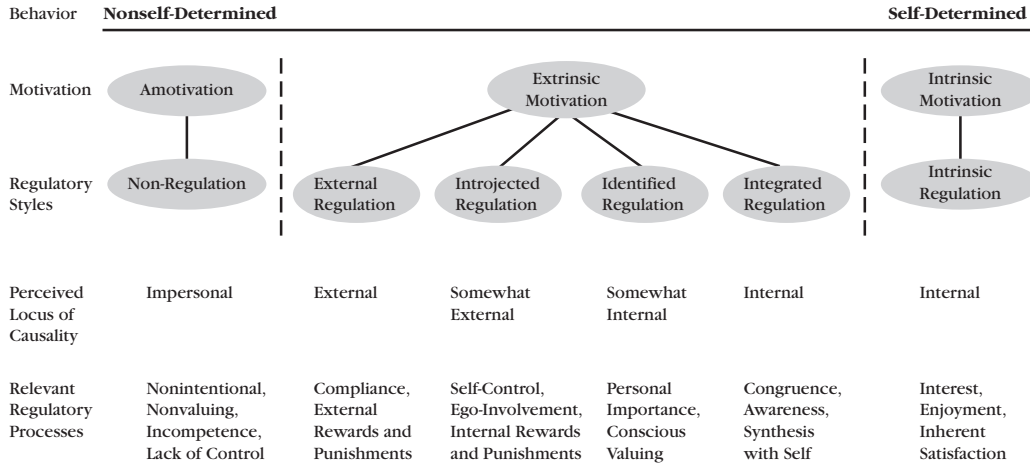 Behavior Nonself-Determined Self-Determined
Motivation Amotivation Extrinsic Motivation Intrinsic Motivation
Regulatory Styles Non-Regulation External Regulation Introjected Regulation Identified Regulation Integrated Regulation Intrinsic Regulation
Perceived Locus of Causality Impersonal External Somewhat External Somewhat Internal Internal Internal
Relevant Regulatory Processes
Nonintentional, Nonvaluing, Incompetence, Lack of Control
Compliance, External Rewards and Punishments
Self-Control, Ego-Involvement, Internal Rewards and Punishments
Personal Importance, Conscious Valuing
Congruence, Awareness, Synthesis with Self
Interest, Enjoyment, Inherent Satisfaction